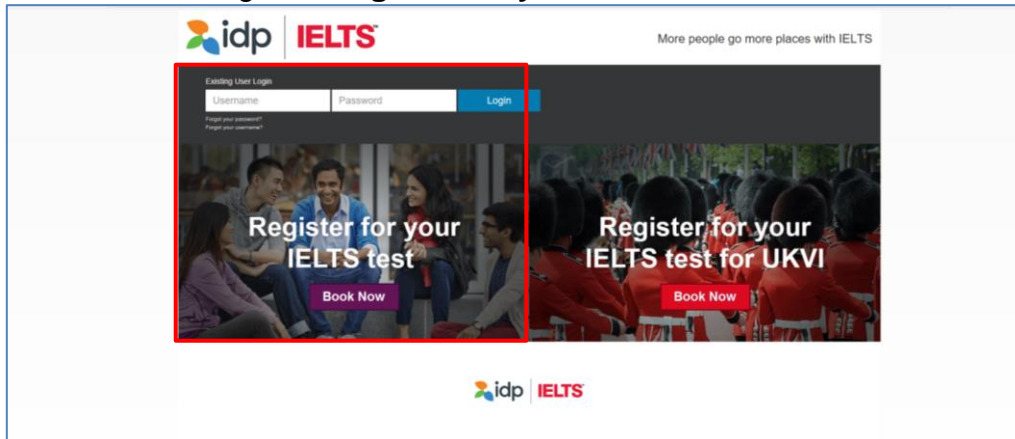 idp IELTS™
More people go more places with IELTS
Existing User Login
Username
Password
Login
Forgot your password?
Forgot your username?
Register for your
IELTS test
Book Now
Register for your
IELTS test for UKVI
Book Now
idp IELTS